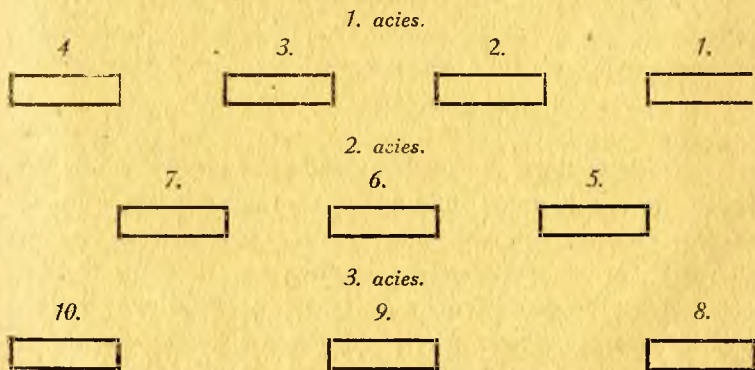 1. acies.
4 3. 2. 1.
2. acies.
7. 6. 5.
3. acies.
10. 9. 8.